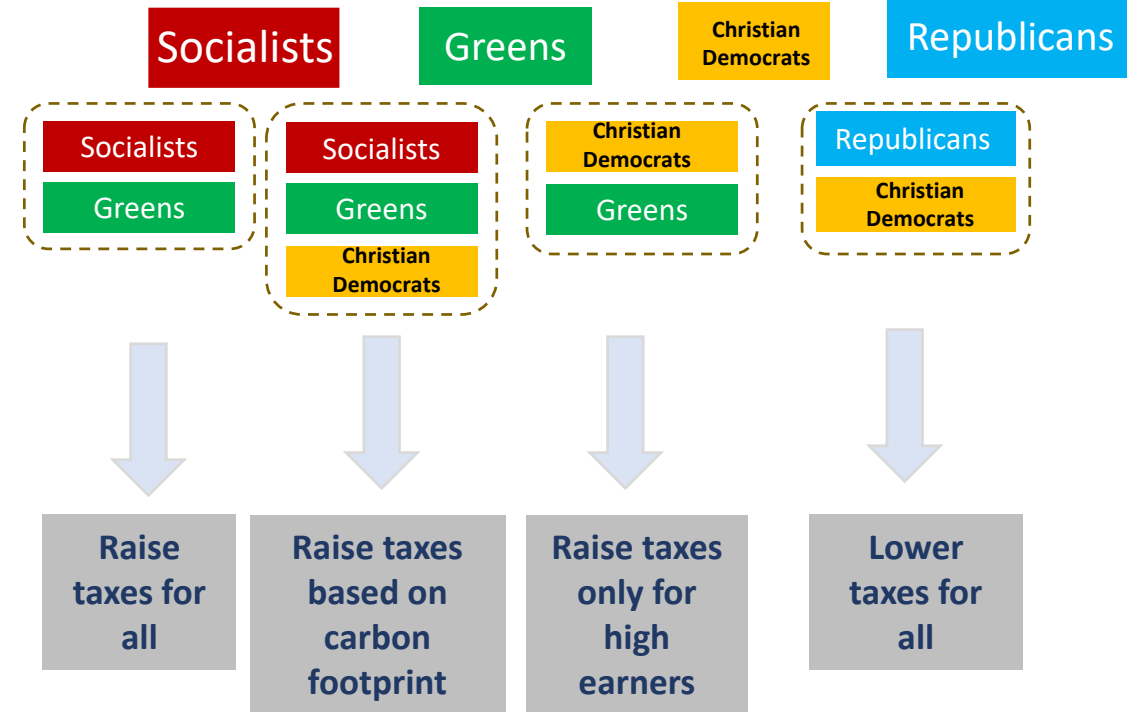 Socialists
Greens
Christian
Democrats
Republicans
Socialists
Greens
Socialists
Greens
Christian
Democrats
Christian
Democrats
Greens
Republicans
Christian
Democrats
Raise
taxes for
all
Raise taxes
based on
carbon
footprint
Raise taxes
only for
high
earners
Lower
taxes for
all